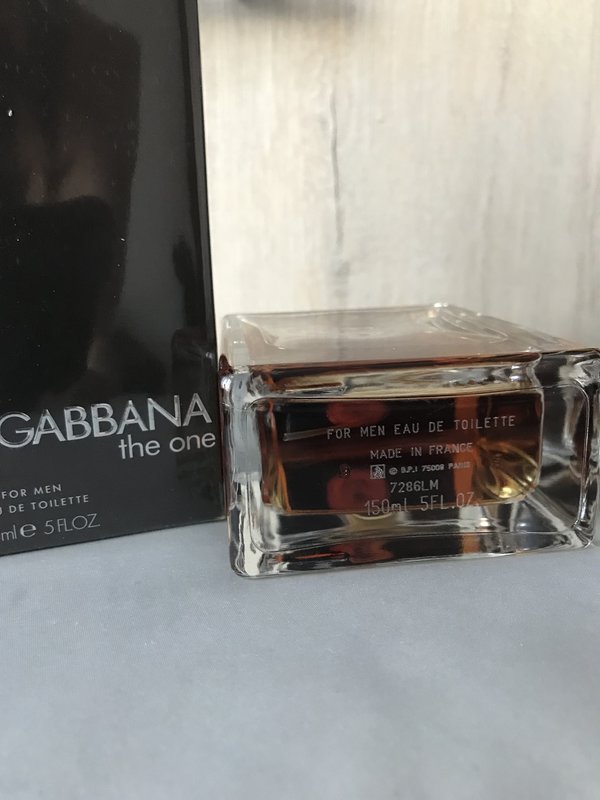 GABBANA
the one
FOR MEN
U DE TOILETTE
ml e 5 FL.OZ
FOR MEN EAU DE TOILETTE
MADE IN FRANCE
© B.P.I 75008 PARIS
7286LM
150ml 5FL.OZ